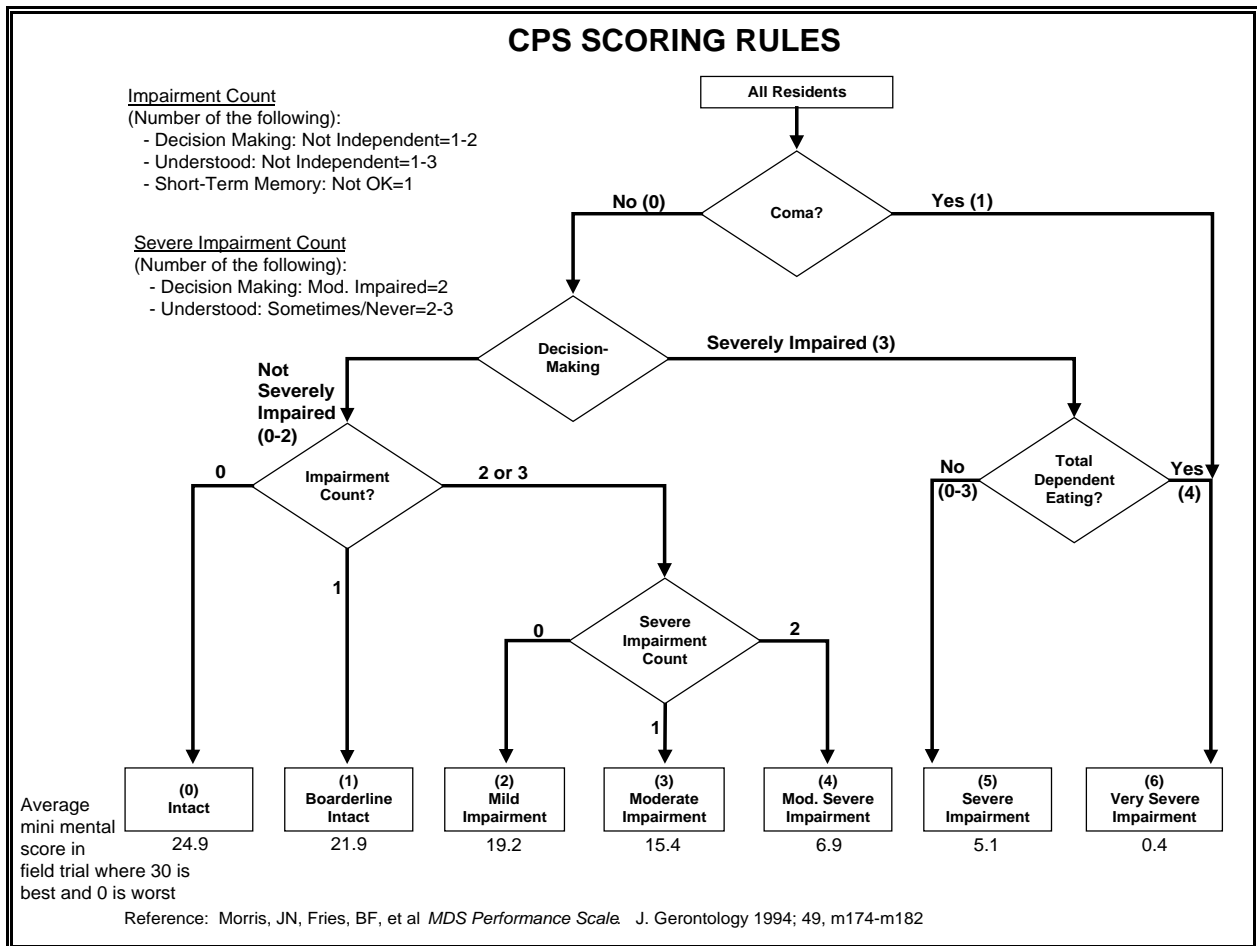 CPS SCORING RULES
Impairment Count
(Number of the following):
- Decision Making: Not Independent=1-2
- Understood: Not Independent=1-3
- Short-Term Memory: Not OK=1
Severe Impairment Count
(Number of the following):
- Decision Making: Mod. Impaired=2
- Understood: Sometimes/Never=2-3
All Residents
Coma?
No (0)
Yes (1)
Decision-
Making
Severely Impaired (3)
Not
Severely
Impaired
(0-2)
Impairment
Count?
0
2 or 3
1
Total
Dependent
Eating?
No
(0-3)
Yes
(4)
Severe
Impairment
Count
0
2
1
(0)
Intact
24.9
(1)
Boarderline
Intact
21.9
(2)
Mild
Impairment
19.2
(3)
Moderate
Impairment
15.4
(4)
Mod. Severe
Impairment
6.9
(5)
Severe
Impairment
5.1
(6)
Very Severe
Impairment
0.4
Average
mini mental
score in
field trial where 30 is
best and 0 is worst
Reference: Morris, JN, Fries, BF, et al MDS Performance Scale. J. Gerontology 1994; 49, m174-m182